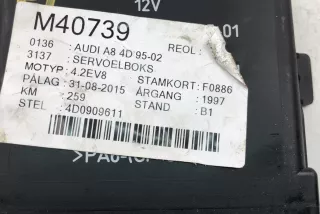 12V
M40739
01
0136 : AUDI A8 4D 95-02 REOL :
3137 : SERVOELBOKS.
MOTYP : 4.2EV8 STAMKORT : F0886
PÅLAG : 31-08-2015 ÅRGANG : 1997
KM : 259 STAND : B1
STEL : 4D0909611